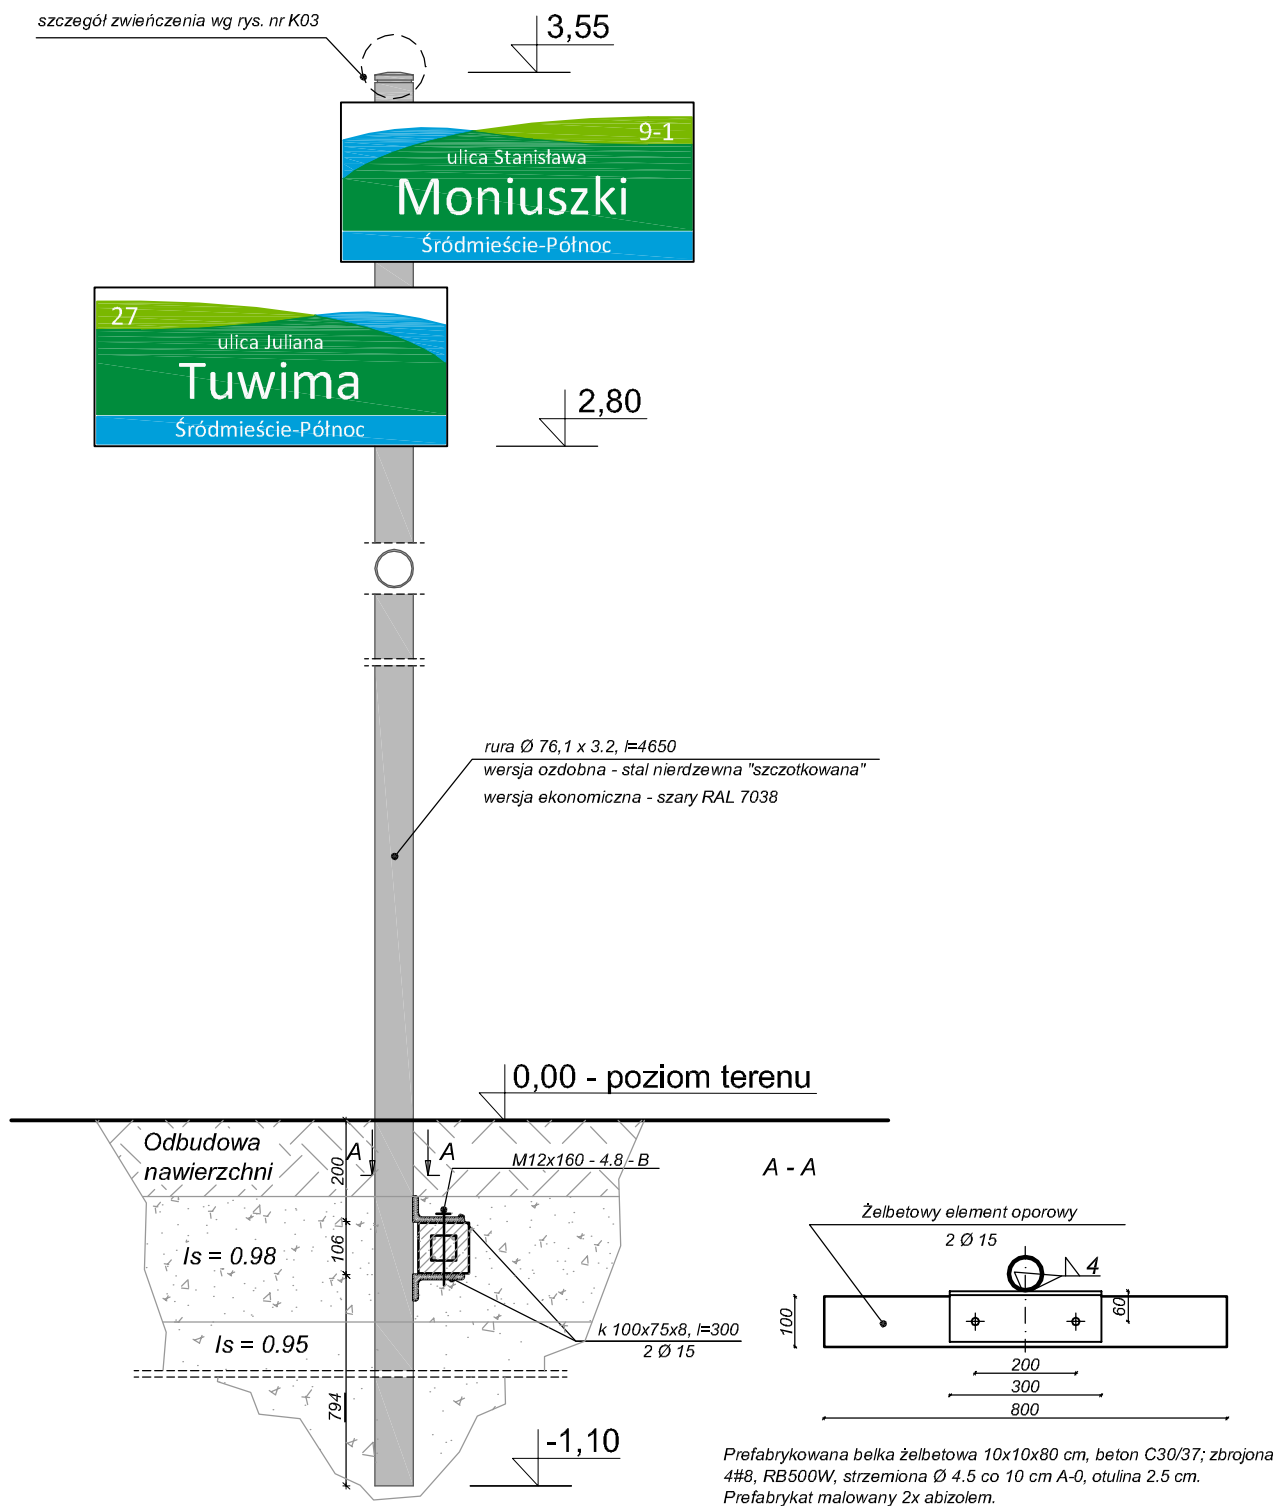 szczegół zwieńczenia wg rys. nr K03
3,55
9-1
ulica Stanisława
Moniuszki
Śródmieście-Północ
27
ulica Juliana
Tuwima
Śródmieście-Północ
2,80
rura Ø 76,1 x 3.2, l=4650
wersja ozdobna - stal nierdzewna "szczotkowana"
wersja ekonomiczna - szary RAL 7038
0,00 - poziom terenu
Odbudowa
nawierzchni
200
A
A
M12x160 - 4.8 - B
Is = 0.98
106
Is = 0.95
k 100x75x8, l=300
2 Ø 15
794
-1,10
A - A
Żelbetowy element oporowy
2 Ø 15
4
100
60
200
300
800
Prefabrykowana belka żelbetowa 10x10x80 cm, beton C30/37; zbrojona
4#8, RB500W, strzemiona Ø 4.5 co 10 cm A-0, otulina 2.5 cm.
Prefabrykat malowany 2x abizolem.